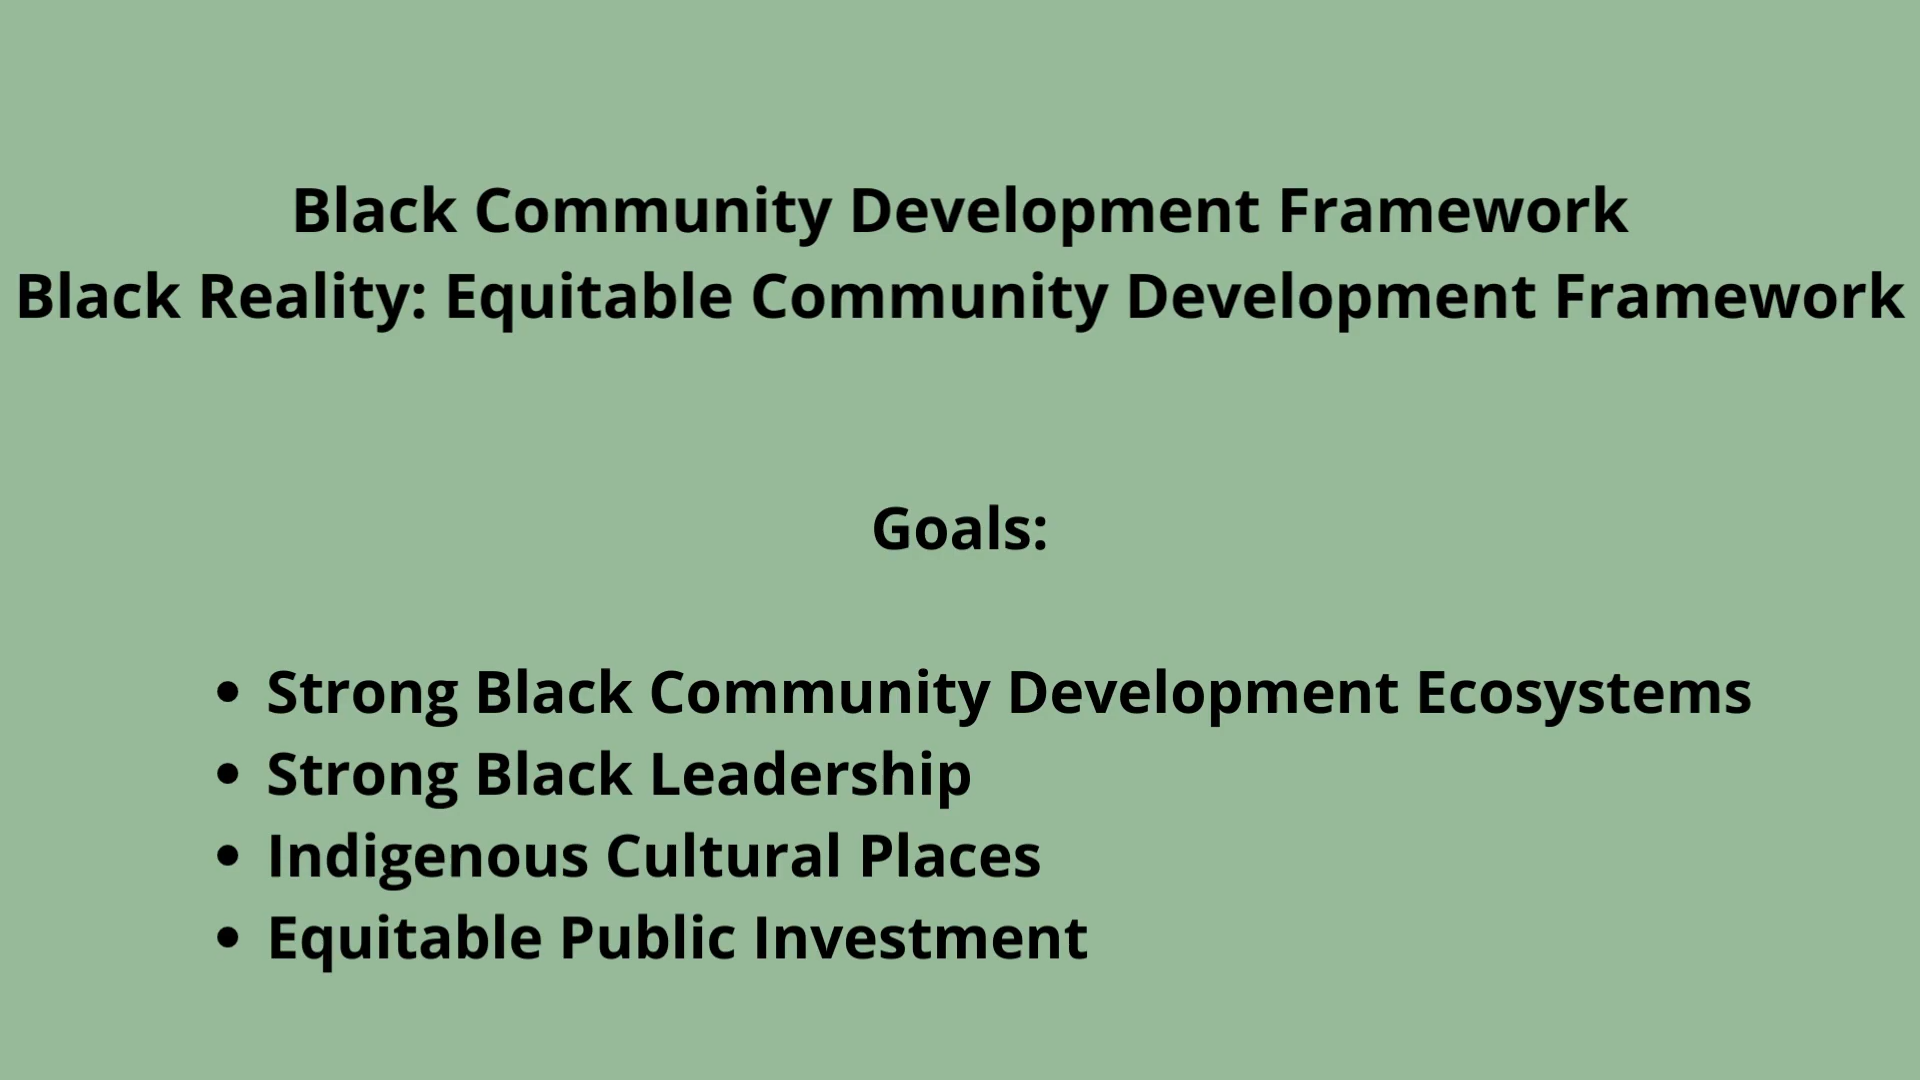 Black Community Development Framework
Black Reality: Equitable Community Development Framework
Goals:
• Strong Black Community Development Ecosystems
• Strong Black Leadership
• Indigenous Cultural Places
• Equitable Public Investment